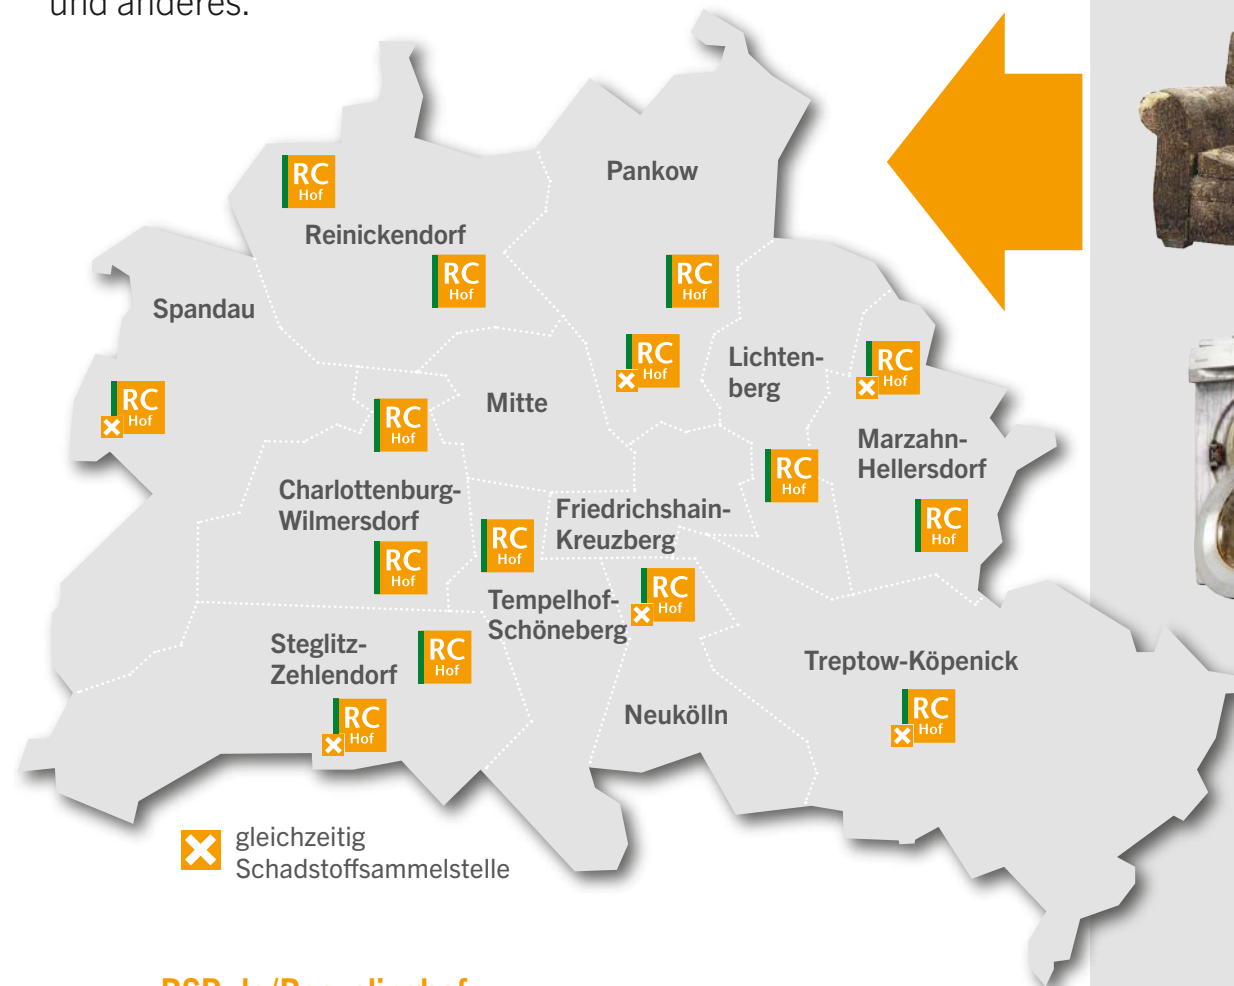 und anderes.
Pankow
RC
Hof
Reinickendorf
RC
Hof
RC
Hof
Spandau
RC
Hof
Lichten-
berg
RC
Hof
RC
Hof
Mitte
RC
Hof
Marzahn-
Hellersdorf
RC
Hof
Charlottenburg-
Wilmersdorf
Friedrichshain-
Kreuzberg
RC
Hof
RC
Hof
RC
Hof
Tempelhof-
Schöneberg
RC
Hof
Steglitz-
Zehlendorf
RC
Hof
Treptow-Köpenick
RC
Hof
Neukölln
RC
Hof
gleichzeitig
Schadstoffsammelstelle